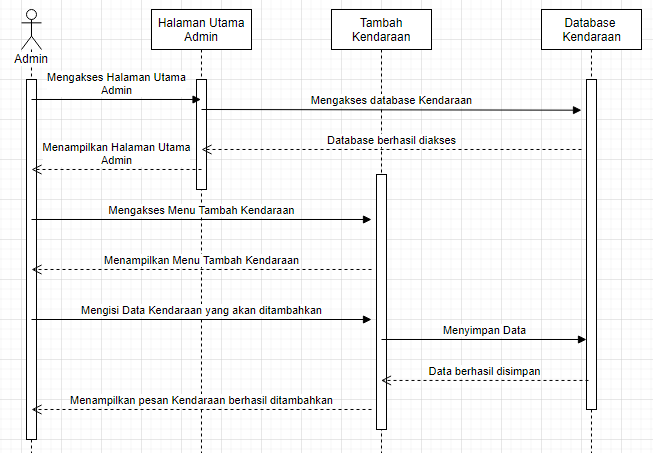 Admin
Halaman Utama
Admin
Tambah
Kendaraan
Database
Kendaraan
Mengakses Halaman Utama
Admin
Mengakses database Kendaraan
Database berhasil diakses
Menampilkan Halaman Utama
Admin
Mengakses Menu Tambah Kendaraan
Menampilkan Menu Tambah Kendaraan
Mengisi Data Kendaraan yang akan ditambahkan
Menyimpan Data
Data berhasil disimpan
Menampilkan pesan Kendaraan berhasil ditambahkan